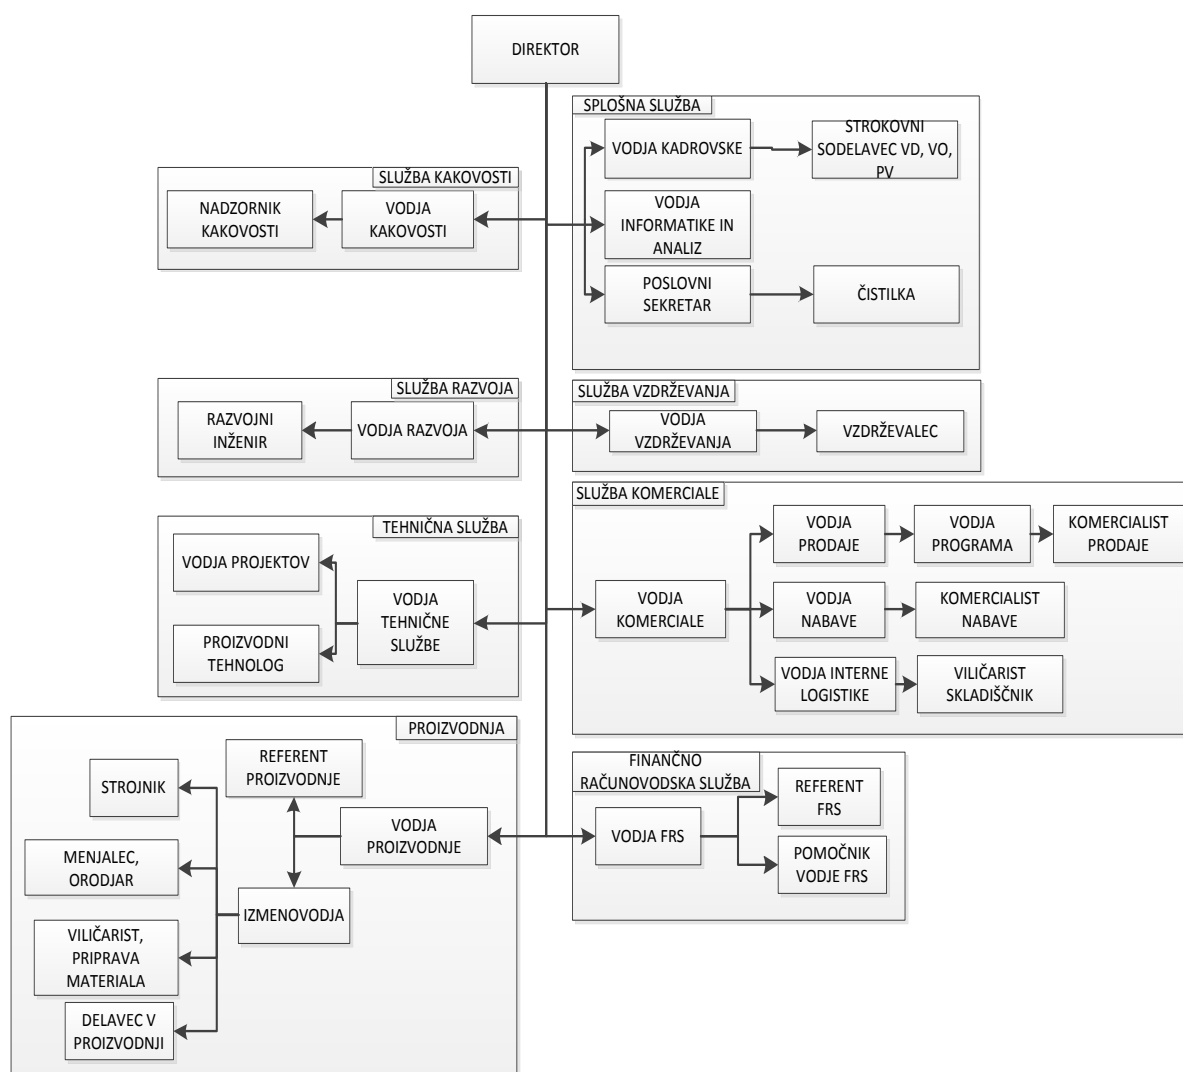 DIREKTOR
SPLOŠNA SLUŽBA
VODJA KADROVSKE
STROKOVNI
SODELAVEC VD, VO,
PV
VODJA
INFORMATIKE IN
ANALIZ
POSLOVNI
SEKRETAR
ČISTILKA
SLUŽBA KAKOVOSTI
NADZORNIK
KAKOVOSTI
VODJA
KAKOVOSTI
SLUŽBA RAZVOJA
RAZVOJNI
INŽENIR
VODJA RAZVOJA
SLUŽBA VZDRŽEVANJA
VODJA
VZDRŽEVANJA
VZDRŽEVALEC
TEHNIČNA SLUŽBA
VODJA PROJEKTOV
VODJA
TEHNIČNE
SLUŽBE
PROIZVODNI
TEHNOLOG
SLUŽBA KOMERCIALE
VODJA
KOMERCIALE
VODJA
PRODAJE
VODJA
PROGRAMA
KOMERCIALIST
PRODAJE
VODJA
NABAVE
KOMERCIALIST
NABAVE
VODJA INTERNE
LOGISTIKE
VILIČARIST
SKLADIŠČNIK
PROIZVODNJA
REFERENT
PROIZVODNJE
STROJNIK
VODJA
PROIZVODNJE
MENJALEC,
ORODJAR
IZMENOVODJA
VILIČARIST,
PRIPRAVA
MATERIALA
DELAVEC V
PROIZVODNJI
FINANČNO
RAČUNOVODSKA SLUŽBA
VODJA FRS
REFERENT
FRS
POMOČNIK
VODJE FRS